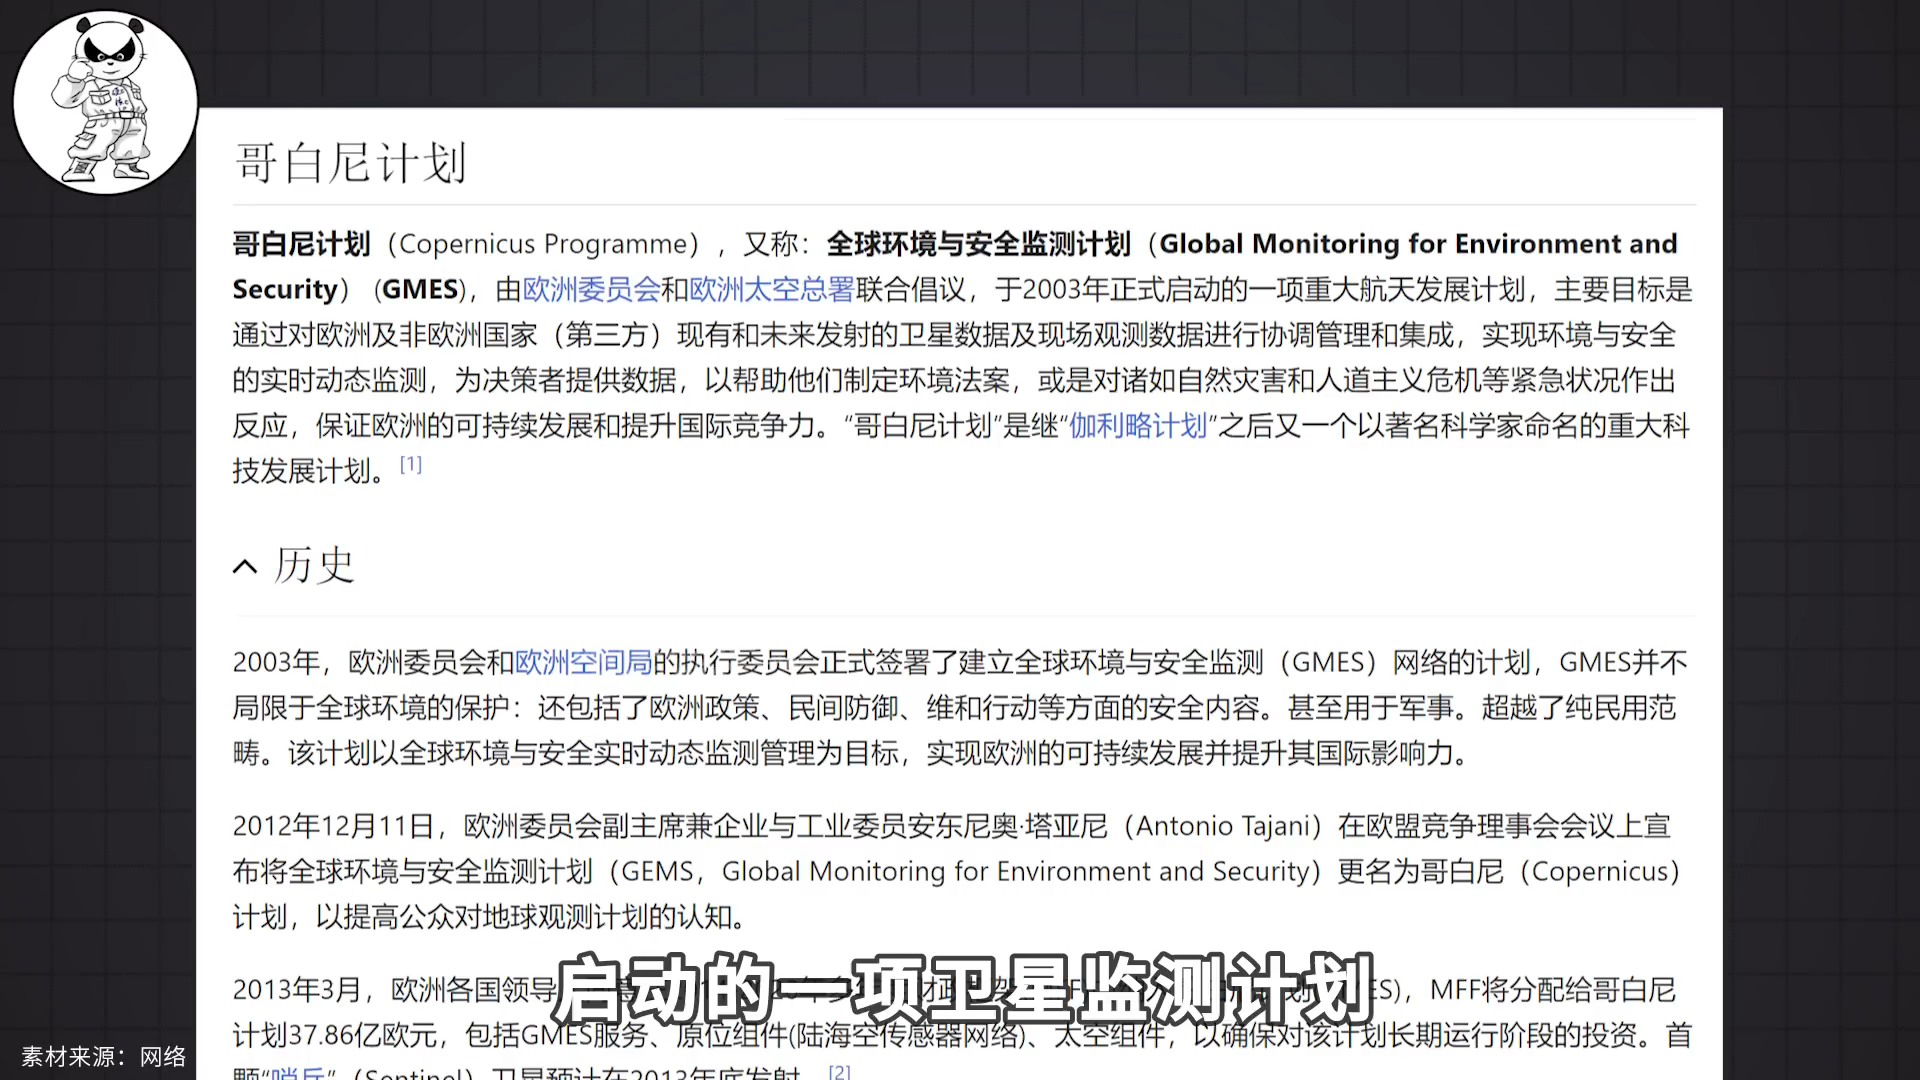 哥白尼计划
哥白尼计划（Copernicus Programme），又称：全球环境与安全监测计划（Global Monitoring for Environment and
Security）(GMES)，由欧洲委员会和欧洲太空总署联合倡议，于2003年正式启动的一项重大航天发展计划，主要目标是
通过对欧洲及非欧洲国家（第三方）现有和未来发射的卫星数据及现场观测数据进行协调管理和集成，实现环境与安全
的实时动态监测，为决策者提供数据，以帮助他们制定环境法案，或是对诸如自然灾害和人道主义危机等紧急状况作出
反应，保证欧洲的可持续发展和提升国际竞争力。“哥白尼计划”是继“伽利略计划”之后又一个以著名科学家命名的重大科
技发展计划。[1]
历史
2003年，欧洲委员会和欧洲空间局的执行委员会正式签署了建立全球环境与安全监测（GMES）网络的计划，GMES并不
局限于全球环境的保护：还包括了欧洲政策、民间防御、维和行动等方面的安全内容。甚至用于军事。超越了纯民用范
畴。该计划以全球环境与安全实时动态监测管理为目标，实现欧洲的可持续发展并提升其国际影响力。
2012年12月11日，欧洲委员会副主席兼企业与工业委员安东尼奥·塔亚尼（Antonio Tajani）在欧盟竞争理事会会议上宣
布将全球环境与安全监测计划（GEMS，Global Monitoring for Environment and Security）更名为哥白尼（Copernicus）
计划，以提高公众对地球观测计划的认知。
2013年3月，欧洲各国领导 ES)，MFF将分配给哥白尼
启动的一项卫星监测计划
计划37.86亿欧元，包括GMES服务、原位组件(陆海空传感器网络)、太空组件，以确保对该计划长期运行阶段的投资。首
颗“哨兵”（Sentinel）卫星预计在2013年底发射。[2]
素材来源：网络